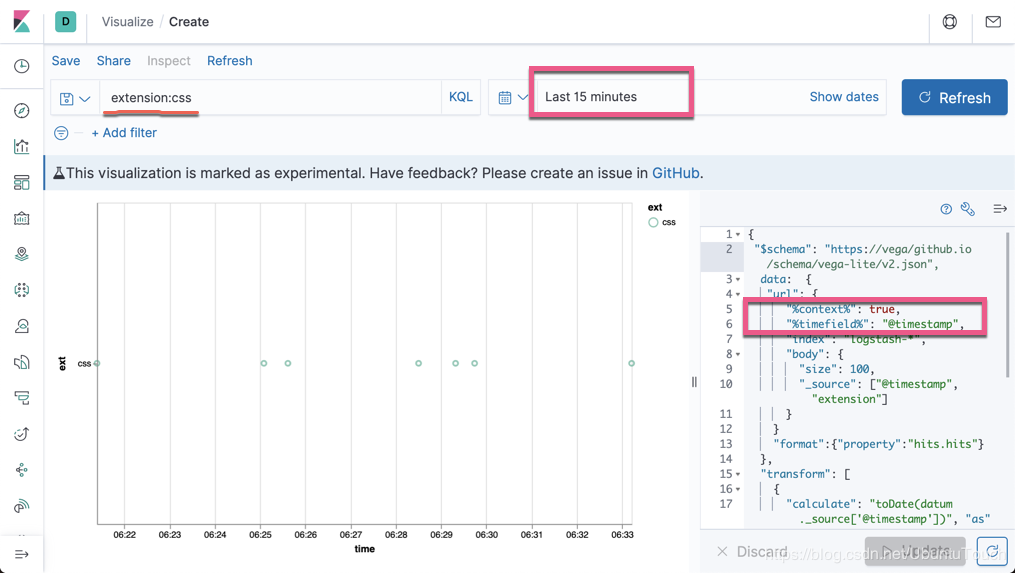 D Visualize / Create
Save Share Inspect Refresh
extension:css KQL Last 15 minutes Show dates Refresh
+ Add filter
This visualization is marked as experimental. Have feedback? Please create an issue in GitHub.
ext
css
ext
css
06:22 06:23 06:24 06:25 06:26 06:27 06:28 06:29 06:30 06:31 06:32 06:33
time
1 {
2 "$schema": "https://vega/github.io
/schema/vega-lite/v2.json",
3 data: {
4 "url": {
5 "%context%": true,
6 "%timefield%": "@timestamp",
7 "index": "logstash-*",
8 "body": {
9 "size": 100,
10 "_source": ["@timestamp",
"extension"]
11 }
12 }
13 "format":{"property":"hits.hits"}
14 },
15 "transform": [
16 {
17 "calculate": "toDate(datum
._source['@timestamp'])", "as"
Discard Update
https://blog.csdn.net/UbuntuTouch